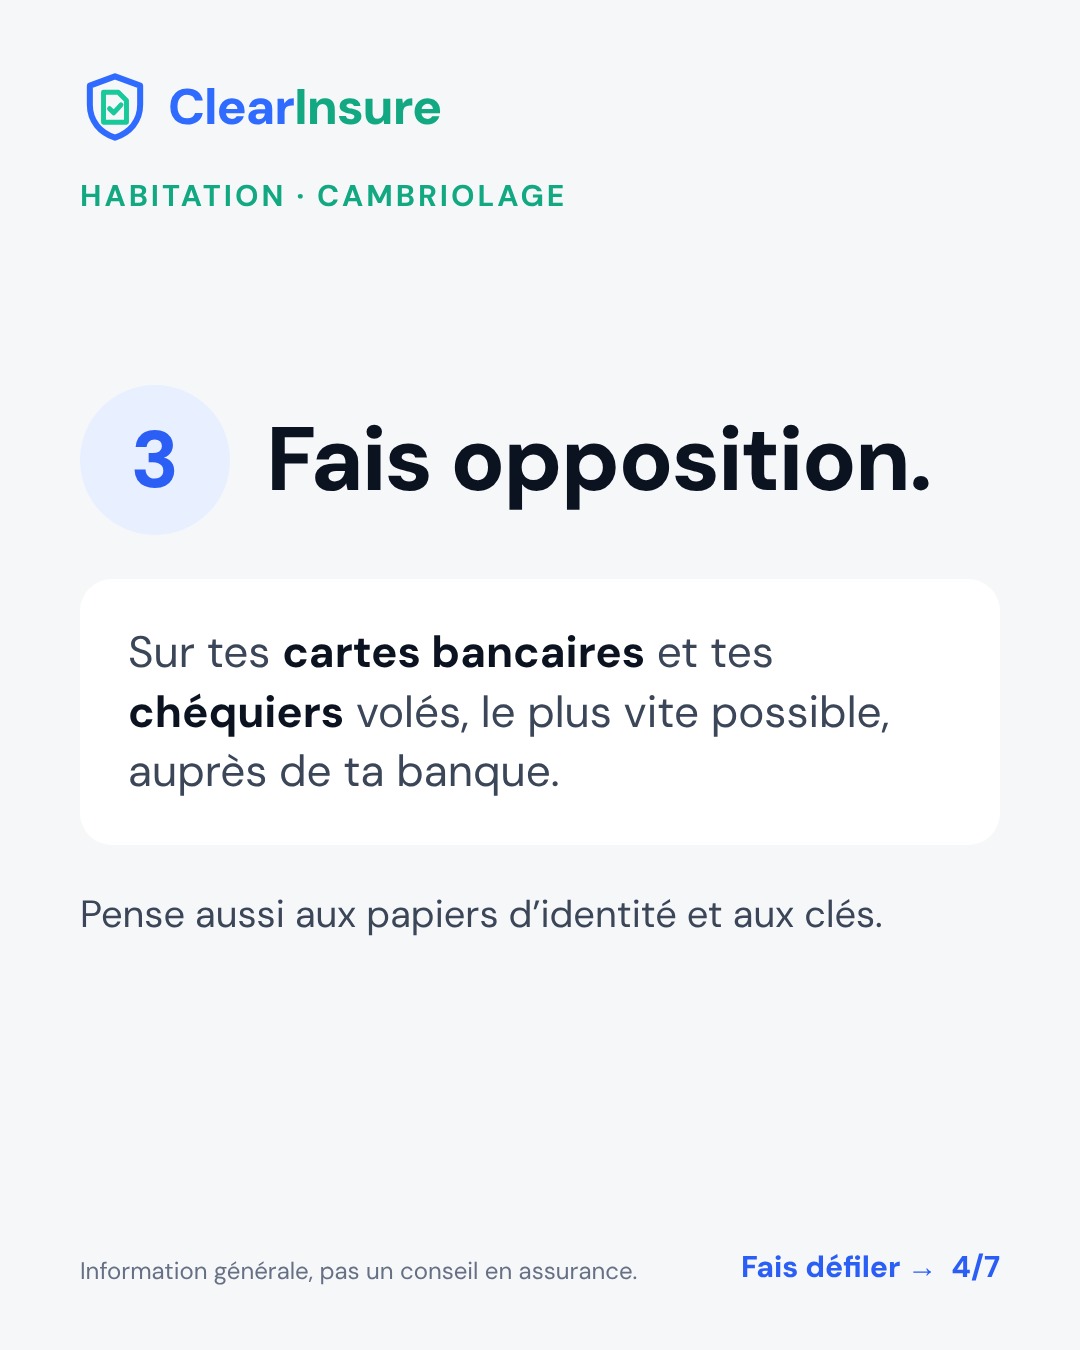 ClearInsure
HABITATION · CAMBRIOLAGE
3 Fais opposition.
Sur tes cartes bancaires et tes
chéquiers volés, le plus vite possible,
auprès de ta banque.
Pense aussi aux papiers d’identité et aux clés.
Information générale, pas un conseil en assurance.
Fais défiler → 4/7